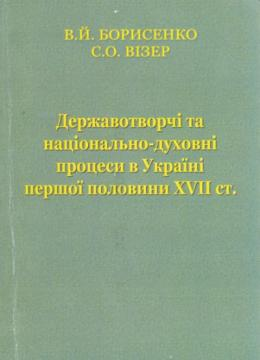 В.Й. БОРИСЕНКО
С.О. ВІЗЕР
Державотворчі та
національно-духовні
процеси в Україні
першої половини XVII ст.